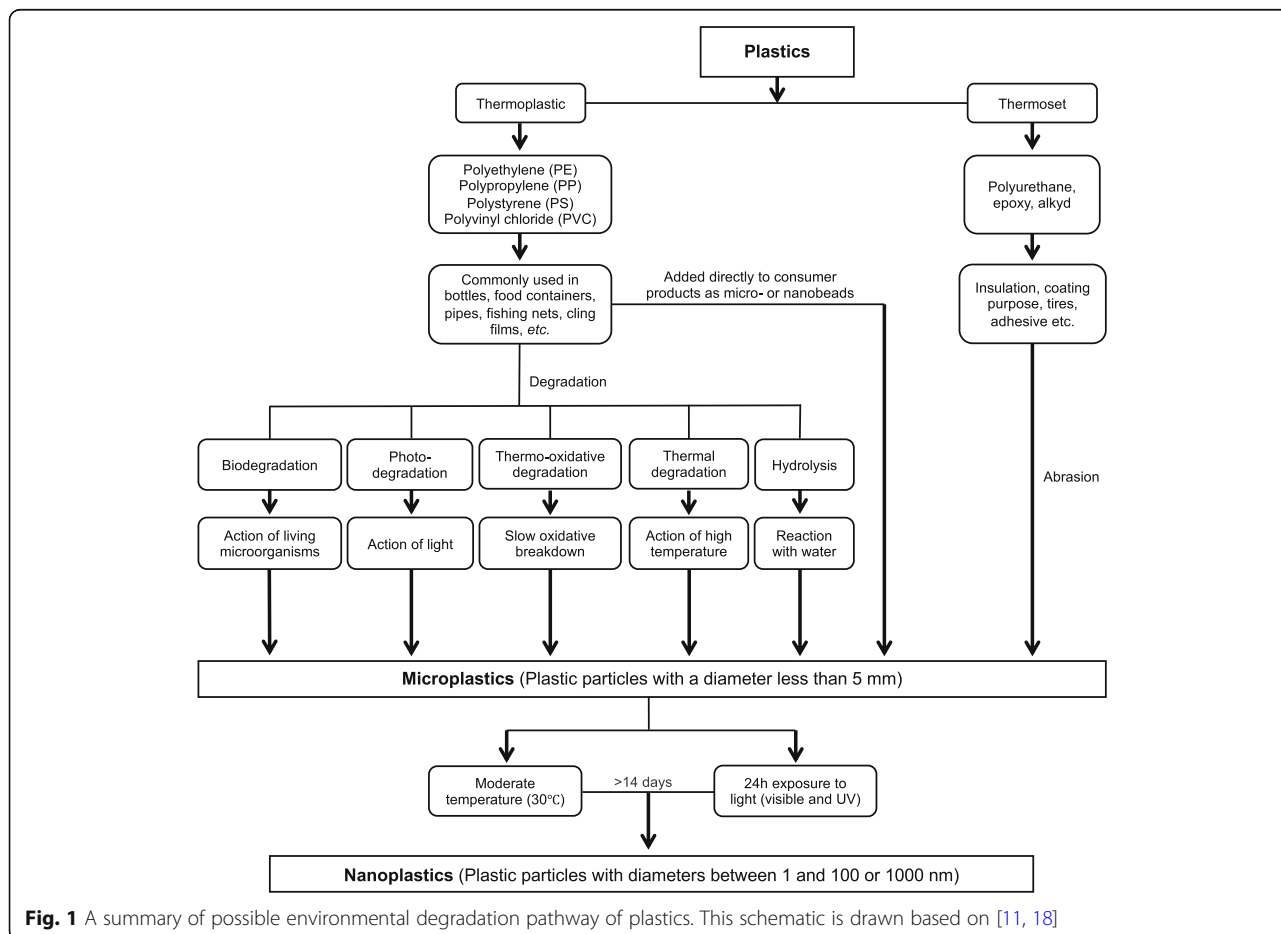 Plastics
Thermoplastic
Thermoset
Polyethylene (PE)
Polypropylene (PP)
Polystyrene (PS)
Polyvinyl chloride (PVC)
Polyurethane,
epoxy, alkyd
Commonly used in
bottles, food containers,
pipes, fishing nets, cling
films, etc.
Added directly to consumer
products as micro- or nanobeads
Insulation, coating
purpose, tires,
adhesive etc.
Degradation
Biodegradation
Photo-
degradation
Thermo-oxidative
degradation
Thermal
degradation
Hydrolysis
Abrasion
Action of living
microorganisms
Action of light
Slow oxidative
breakdown
Action of high
temperature
Reaction
with water
Microplastics (Plastic particles with a diameter less than 5 mm)
Moderate
temperature (30℃)
>14 days
24h exposure to
light (visible and UV)
Nanoplastics (Plastic particles with diameters between 1 and 100 or 1000 nm)
Fig. 1 A summary of possible environmental degradation pathway of plastics. This schematic is drawn based on [11, 18]